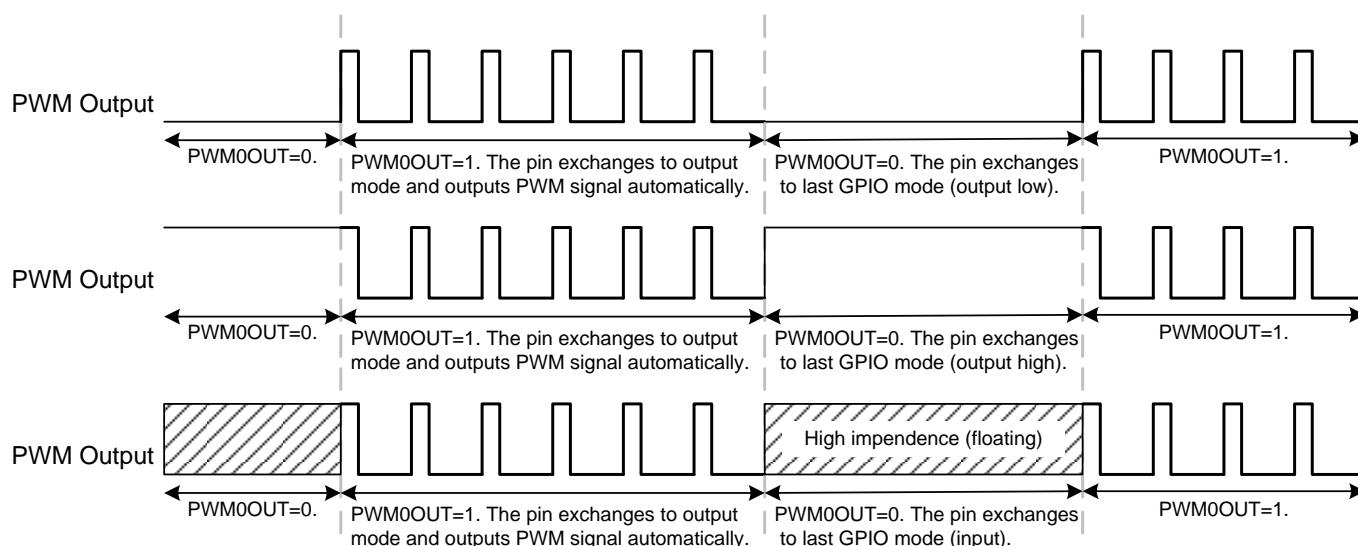 PWM Output
PWM0OUT=0.
PWM0OUT=1. The pin exchanges to output
mode and outputs PWM signal automatically.
PWM0OUT=0. The pin exchanges
to last GPIO mode (output low).
PWM0OUT=1.
PWM Output
PWM0OUT=0.
PWM0OUT=1. The pin exchanges to output
mode and outputs PWM signal automatically.
PWM0OUT=0. The pin exchanges
to last GPIO mode (output high).
PWM0OUT=1.
PWM Output
High impendence (floating)
PWM0OUT=0.
PWM0OUT=1. The pin exchanges to output
mode and outputs PWM signal automatically.
PWM0OUT=0. The pin exchanges
to last GPIO mode (input).
PWM0OUT=1.